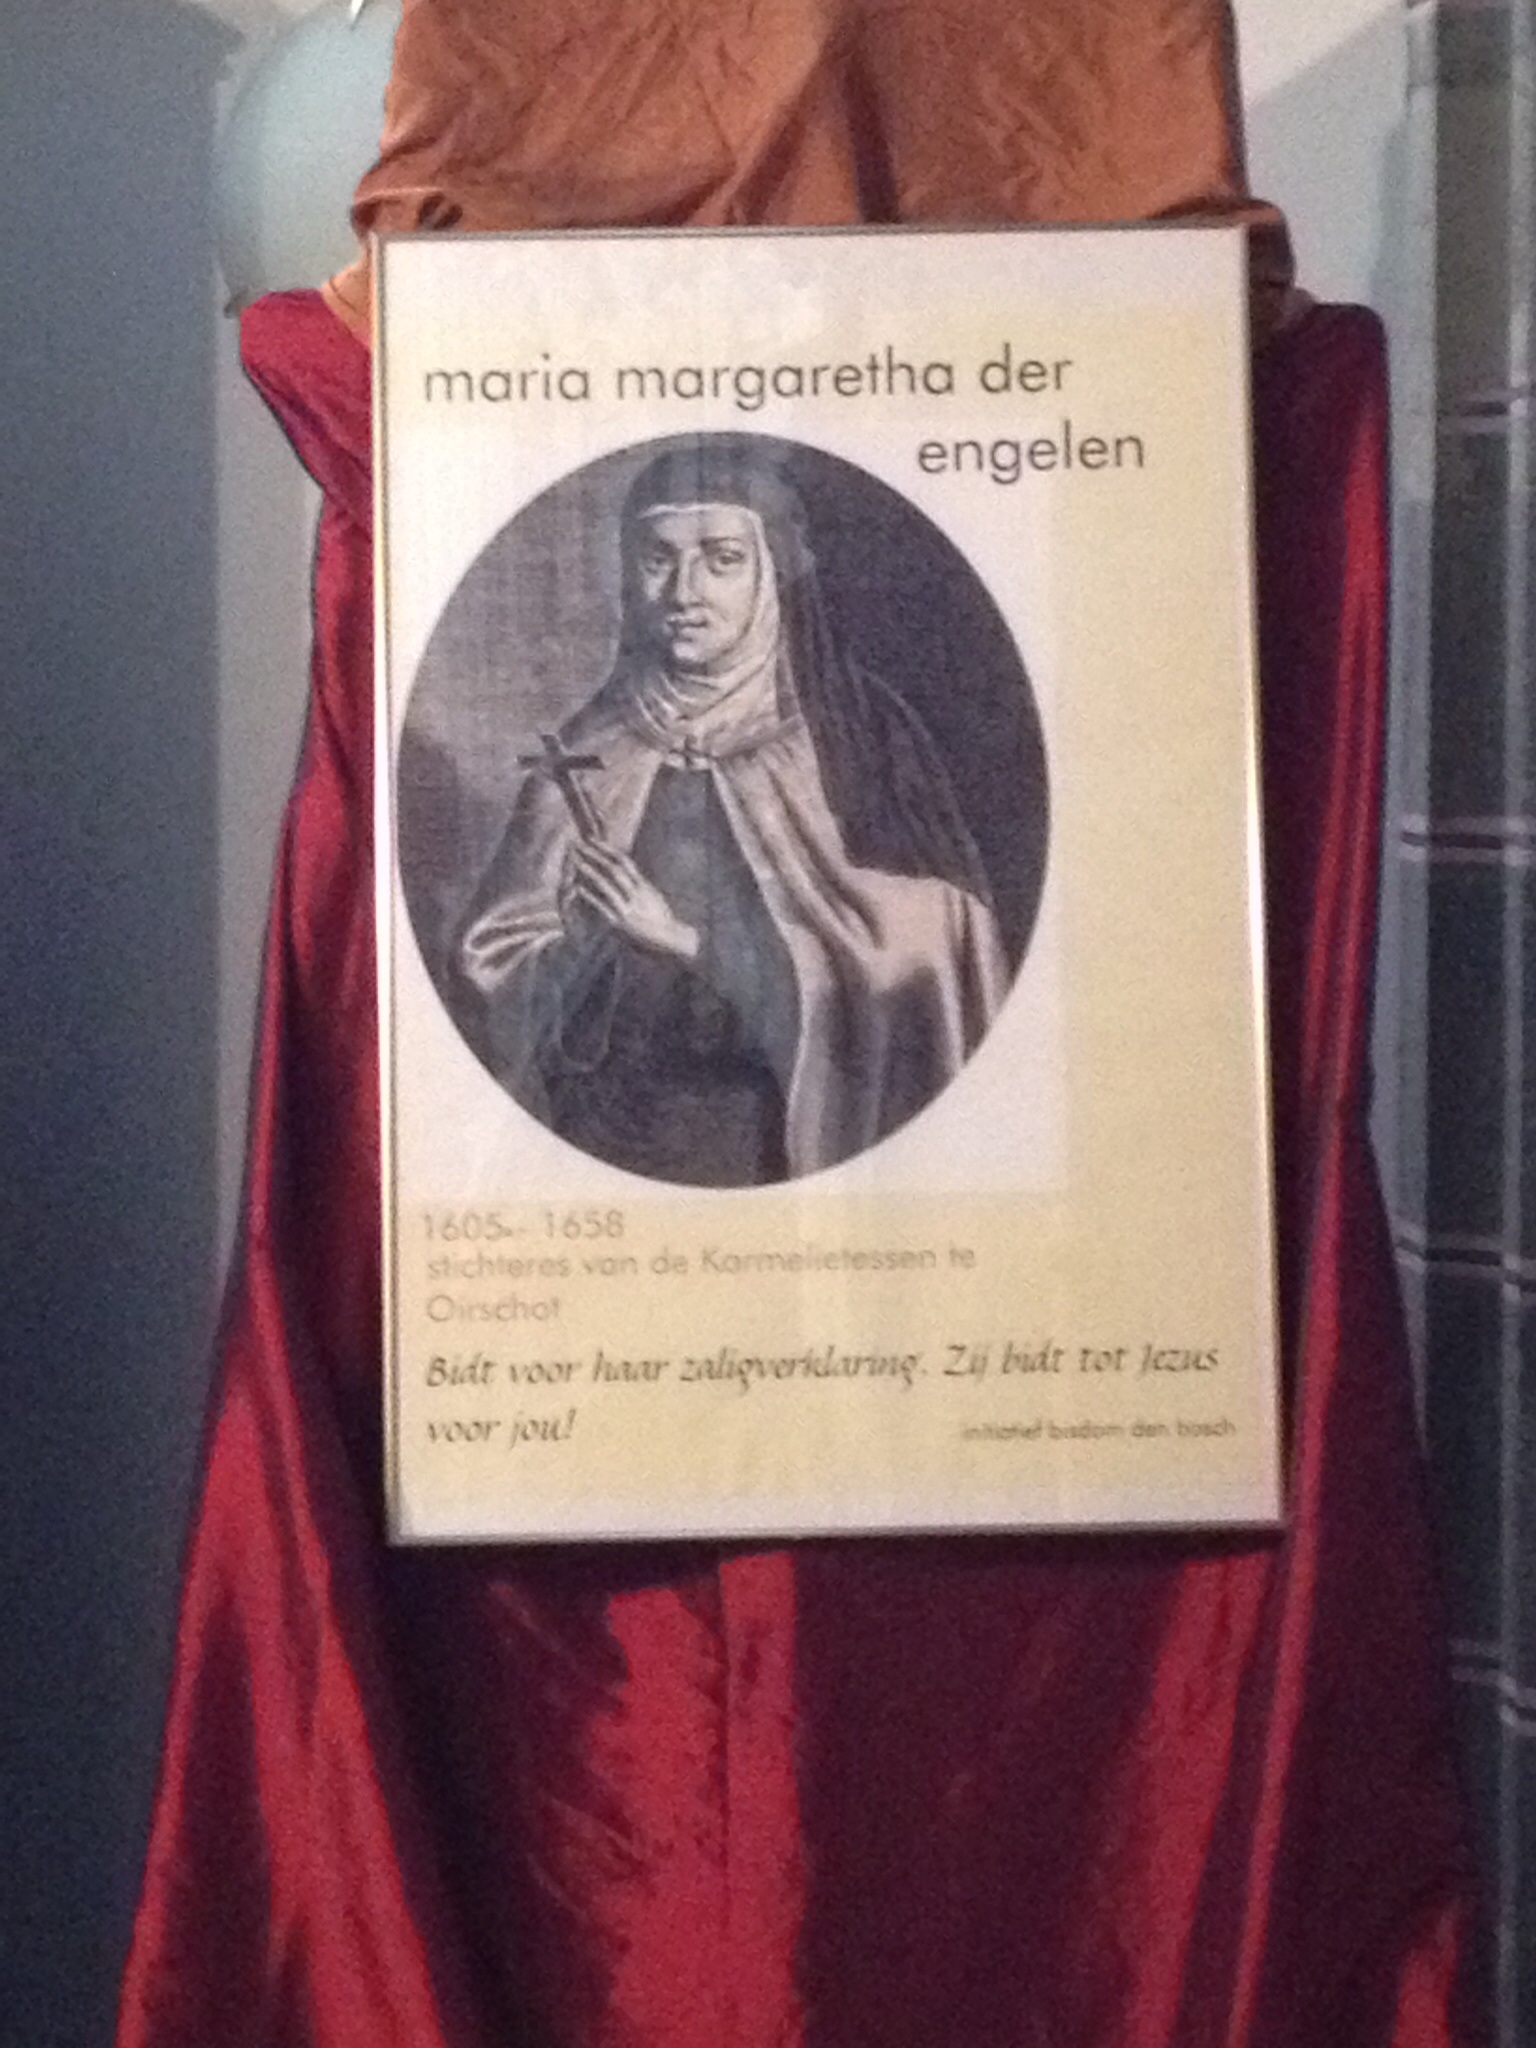 maria margaretha der
engelen
1605 - 1658
stichteres van de Karmelietessen te
Oirschot
Bidt voor haar zaligverklaring. Zij bidt tot Jezus
voor jou!
initiatief bisdom den bosch